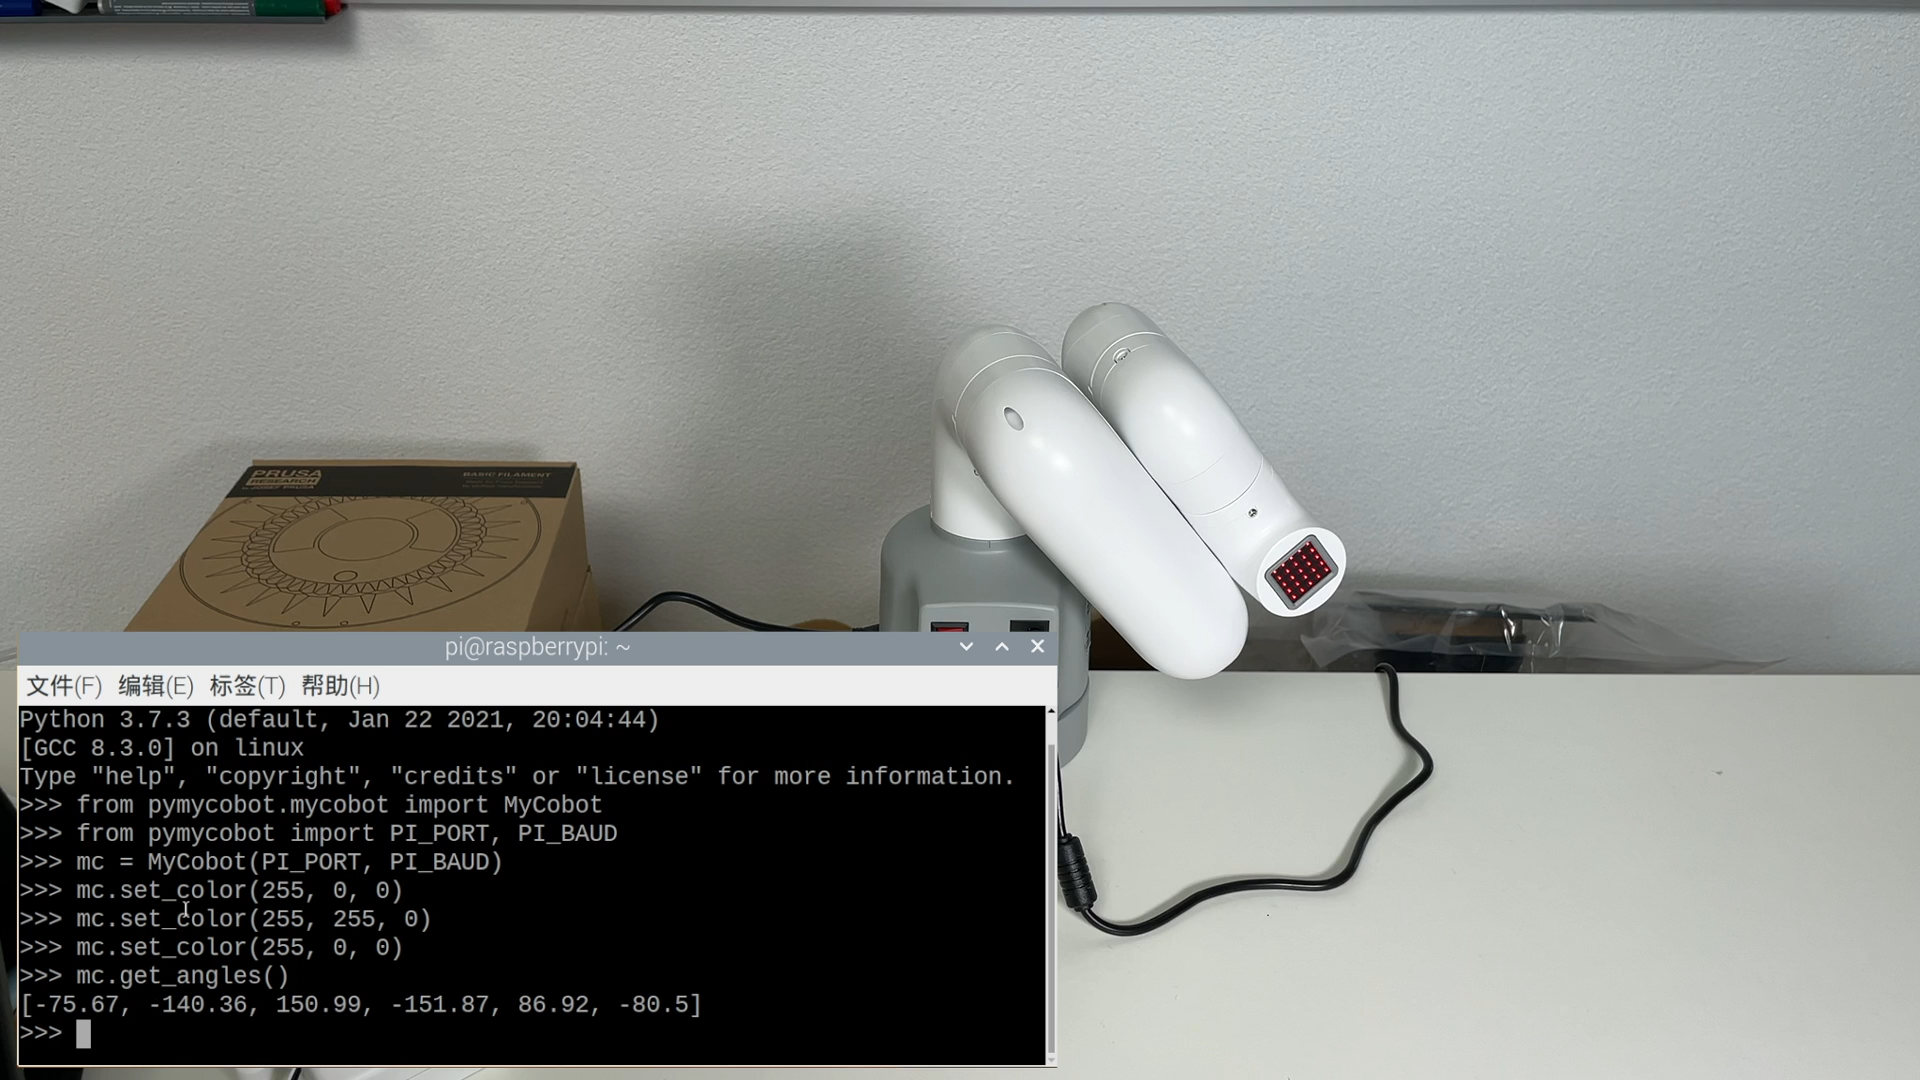 PRUSA
RESEARCH
BASIC FILAMENT
pi@raspberrypi: ~
文件(F) 编辑(E) 标签(T) 帮助(H)
Python 3.7.3 (default, Jan 22 2021, 20:04:44)
[GCC 8.3.0] on linux
Type "help", "copyright", "credits" or "license" for more information.
>>> from pymycobot.mycobot import MyCobot
>>> from pymycobot import PI_PORT, PI_BAUD
>>> mc = MyCobot(PI_PORT, PI_BAUD)
>>> mc.set_color(255, 0, 0)
>>> mc.set_color(255, 255, 0)
>>> mc.set_color(255, 0, 0)
>>> mc.get_angles()
[-75.67, -140.36, 150.99, -151.87, 86.92, -80.5]
>>>